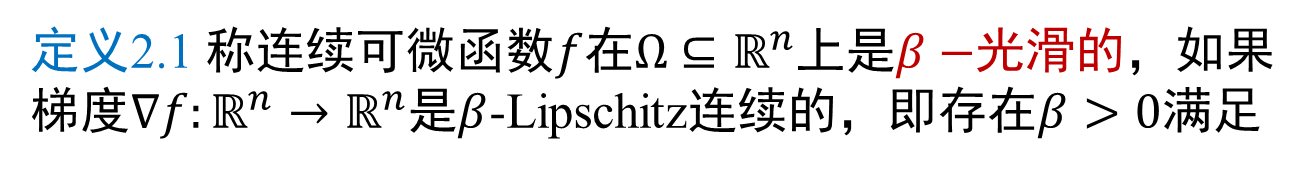 定义2.1 称连续可微函数𝑓在Ω ⊆ ℝⁿ上是β −光滑的，如果
梯度∇𝑓: ℝⁿ → ℝⁿ是β-Lipschitz连续的，即存在β > 0满足